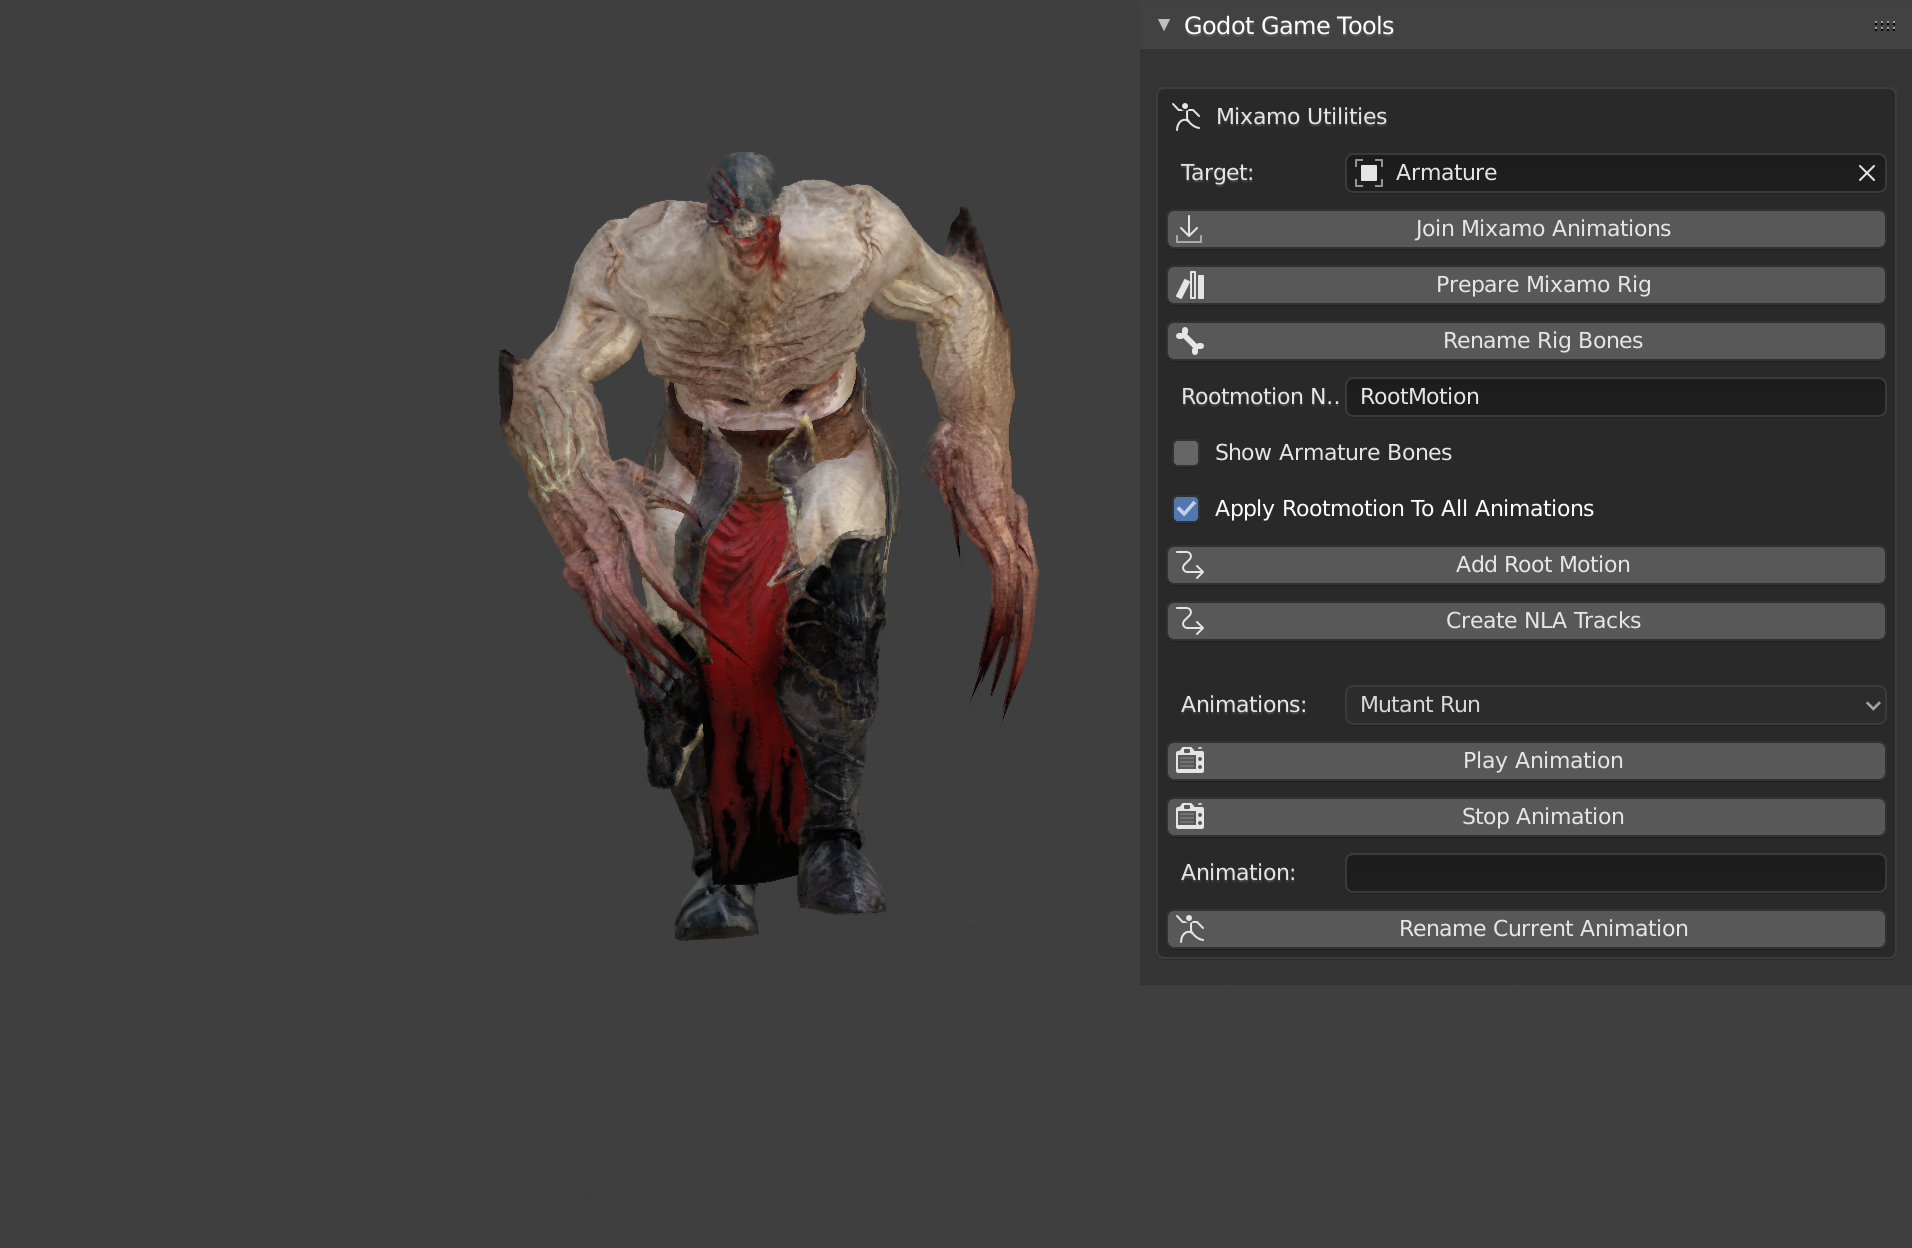 Godot Game Tools
Mixamo Utilities
Target: Armature
Join Mixamo Animations
Prepare Mixamo Rig
Rename Rig Bones
Rootmotion N.. RootMotion
Show Armature Bones
Apply Rootmotion To All Animations
Add Root Motion
Create NLA Tracks
Animations: Mutant Run
Play Animation
Stop Animation
Animation:
Rename Current Animation